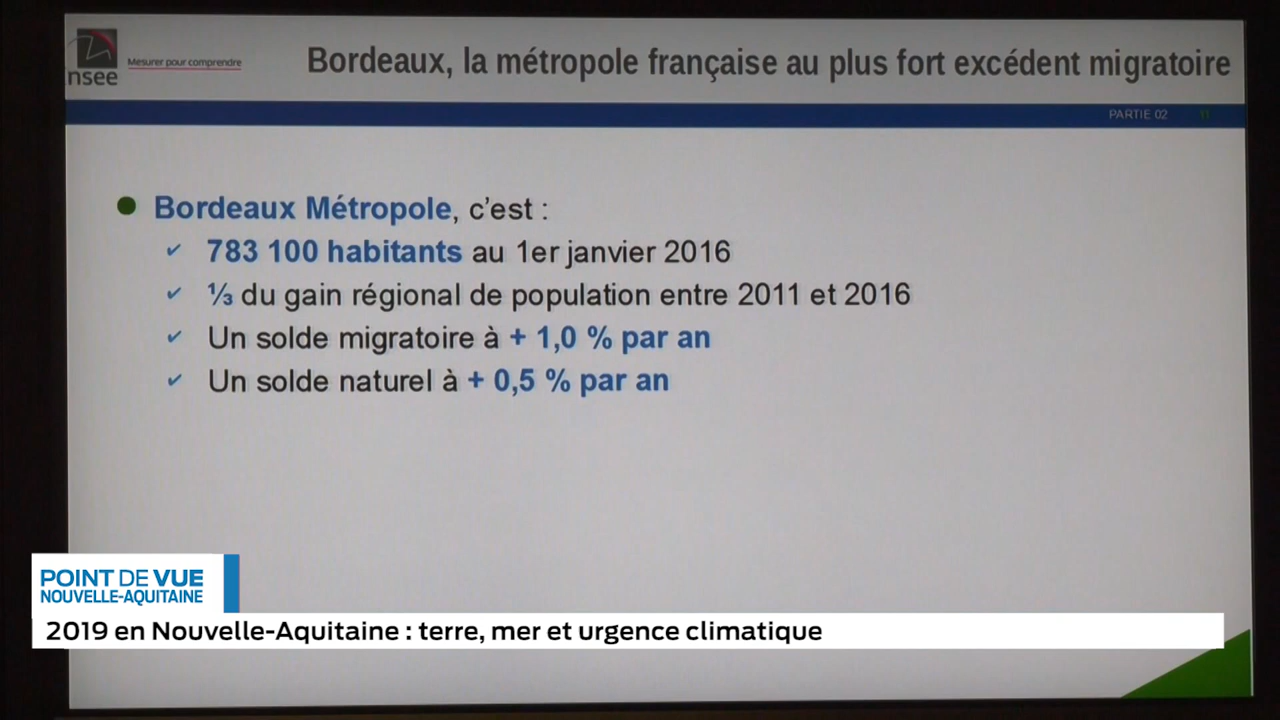 insee
Mesurer pour comprendre
Bordeaux, la métropole française au plus fort excédent migratoire
PARTIE 02 11
Bordeaux Métropole, c’est :
783 100 habitants au 1er janvier 2016
⅓ du gain régional de population entre 2011 et 2016
Un solde migratoire à + 1,0 % par an
Un solde naturel à + 0,5 % par an
POINT DE VUE
NOUVELLE-AQUITAINE
2019 en Nouvelle-Aquitaine : terre, mer et urgence climatique